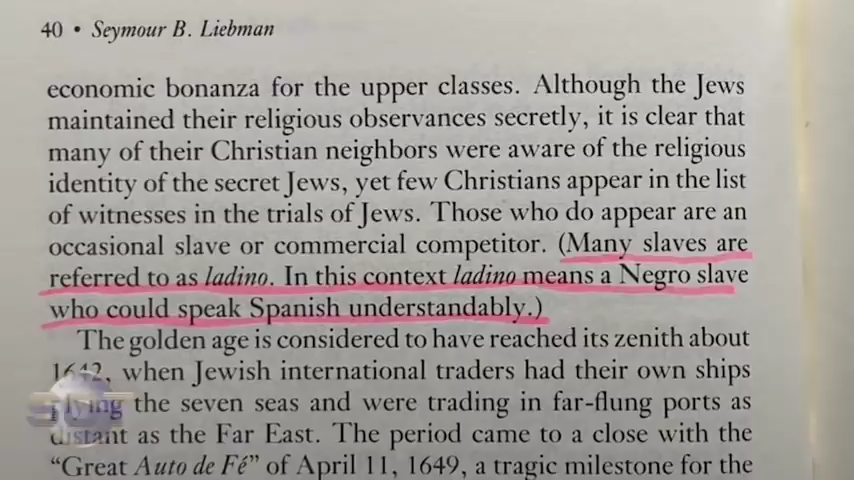 40 • Seymour B. Liebman
economic bonanza for the upper classes. Although the Jews
maintained their religious observances secretly, it is clear that
many of their Christian neighbors were aware of the religious
identity of the secret Jews, yet few Christians appear in the list
of witnesses in the trials of Jews. Those who do appear are an
occasional slave or commercial competitor. (Many slaves are
referred to as ladino. In this context ladino means a Negro slave
who could speak Spanish understandably.)
The golden age is considered to have reached its zenith about
1642, when Jewish international traders had their own ships
plying the seven seas and were trading in far-flung ports as
distant as the Far East. The period came to a close with the
“Great Auto de Fé” of April 11, 1649, a tragic milestone for the